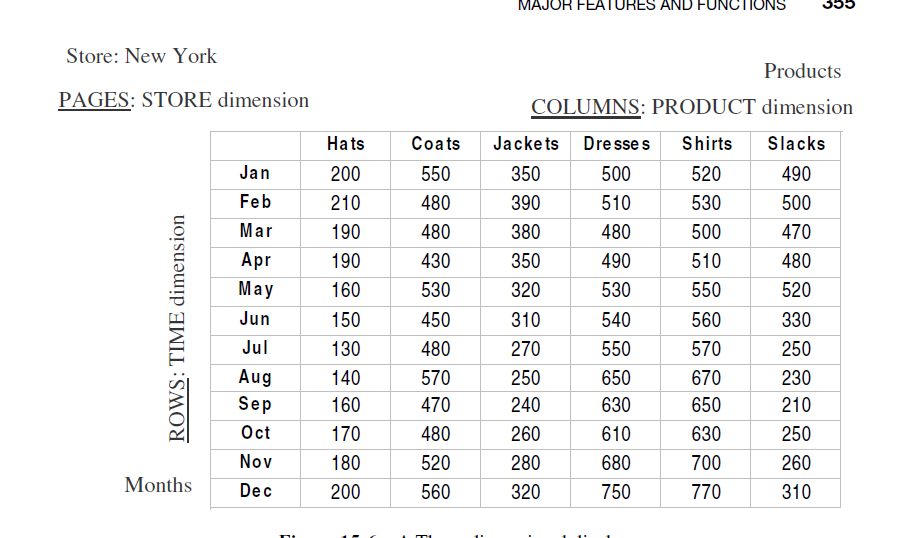 MAJOR FEATURES AND FUNCTIONS 355
Store: New York
Products
PAGES: STORE dimension
COLUMNS: PRODUCT dimension
Hats Coats Jackets Dresses Shirts Slacks
Jan 200 550 350 500 520 490
Feb 210 480 390 510 530 500
Mar 190 480 380 480 500 470
Apr 190 430 350 490 510 480
May 160 530 320 530 550 520
Jun 150 450 310 540 560 330
Jul 130 480 270 550 570 250
Aug 140 570 250 650 670 230
Sep 160 470 240 630 650 210
Oct 170 480 260 610 630 250
Nov 180 520 280 680 700 260
Dec 200 560 320 750 770 310
ROWS: TIME dimension
Months